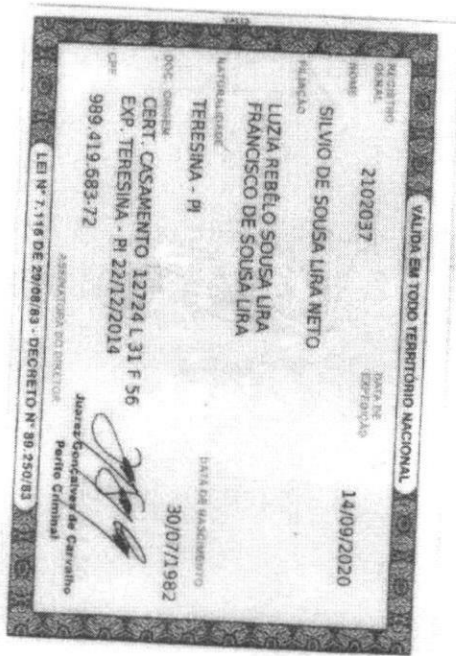 VÁLIDA EM TODO TERRITÓRIO NACIONAL
REGISTRO GERAL 2102037 DATA DE EXPEDIÇÃO 14/09/2020
NOME
SILVIO DE SOUSA LIRA NETO
FILIAÇÃO
LUZIA REBÊLO SOUSA LIRA
FRANCISCO DE SOUSA LIRA
NATURALIDADE DATA DE NASCIMENTO
TERESINA - PI 30/07/1982
DOC. ORIGEM
CERT. CASAMENTO 12724 L 31 F 56
EXP. TERESINA - PI 22/12/2014
CPF
989.419.683-72
Juarez Gonçalves de Carvalho
Perito Criminal
ASSINATURA DO DIRETOR
LEI Nº 7.116 DE 29/08/83 - DECRETO Nº 89.250/83